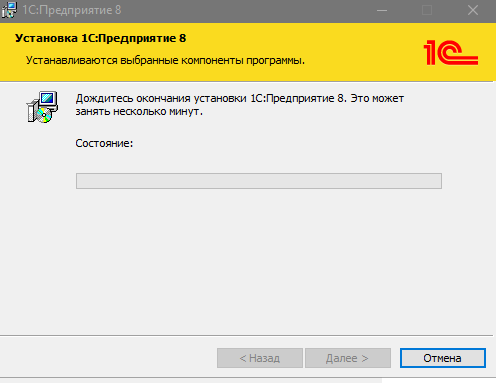 1С:Предприятие 8
Установка 1С:Предприятие 8
Устанавливаются выбранные компоненты программы.
1С
Дождитесь окончания установки 1С:Предприятие 8. Это может
занять несколько минут.
Состояние:
< Назад
Далее >
Отмена